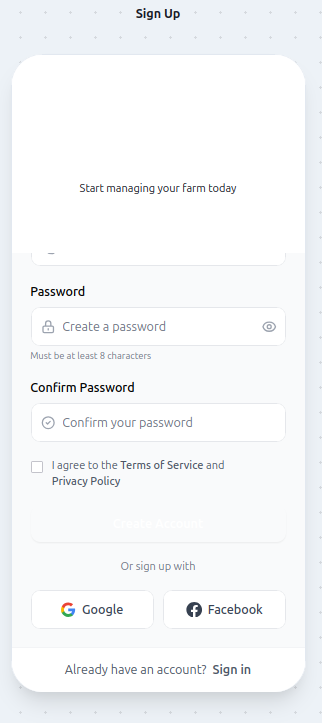 Sign Up
Start managing your farm today
Password
Create a password
Must be at least 8 characters
Confirm Password
Confirm your password
I agree to the Terms of Service and
Privacy Policy
Create Account
Or sign up with
Google
Facebook
Already have an account? Sign in